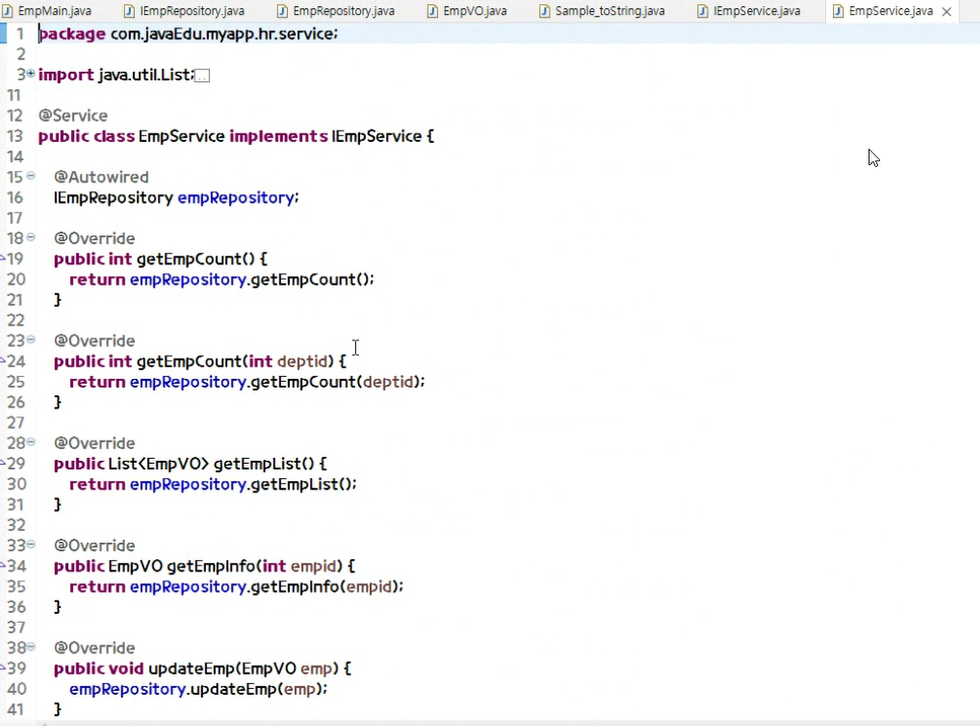 EmpMain.java IEmpRepository.java EmpRepository.java EmpVO.java Sample_toString.java IEmpService.java EmpService.java
1 package com.javaEdu.myapp.hr.service;
2
3 import java.util.List;
11
12 @Service
13 public class EmpService implements IEmpService {
14
15 @Autowired
16 IEmpRepository empRepository;
17
18 @Override
19 public int getEmpCount() {
20 return empRepository.getEmpCount();
21 }
22
23 @Override
24 public int getEmpCount(int deptid) {
25 return empRepository.getEmpCount(deptid);
26 }
27
28 @Override
29 public List<EmpVO> getEmpList() {
30 return empRepository.getEmpList();
31 }
32
33 @Override
34 public EmpVO getEmpInfo(int empid) {
35 return empRepository.getEmpInfo(empid);
36 }
37
38 @Override
39 public void updateEmp(EmpVO emp) {
40 empRepository.updateEmp(emp);
41 }